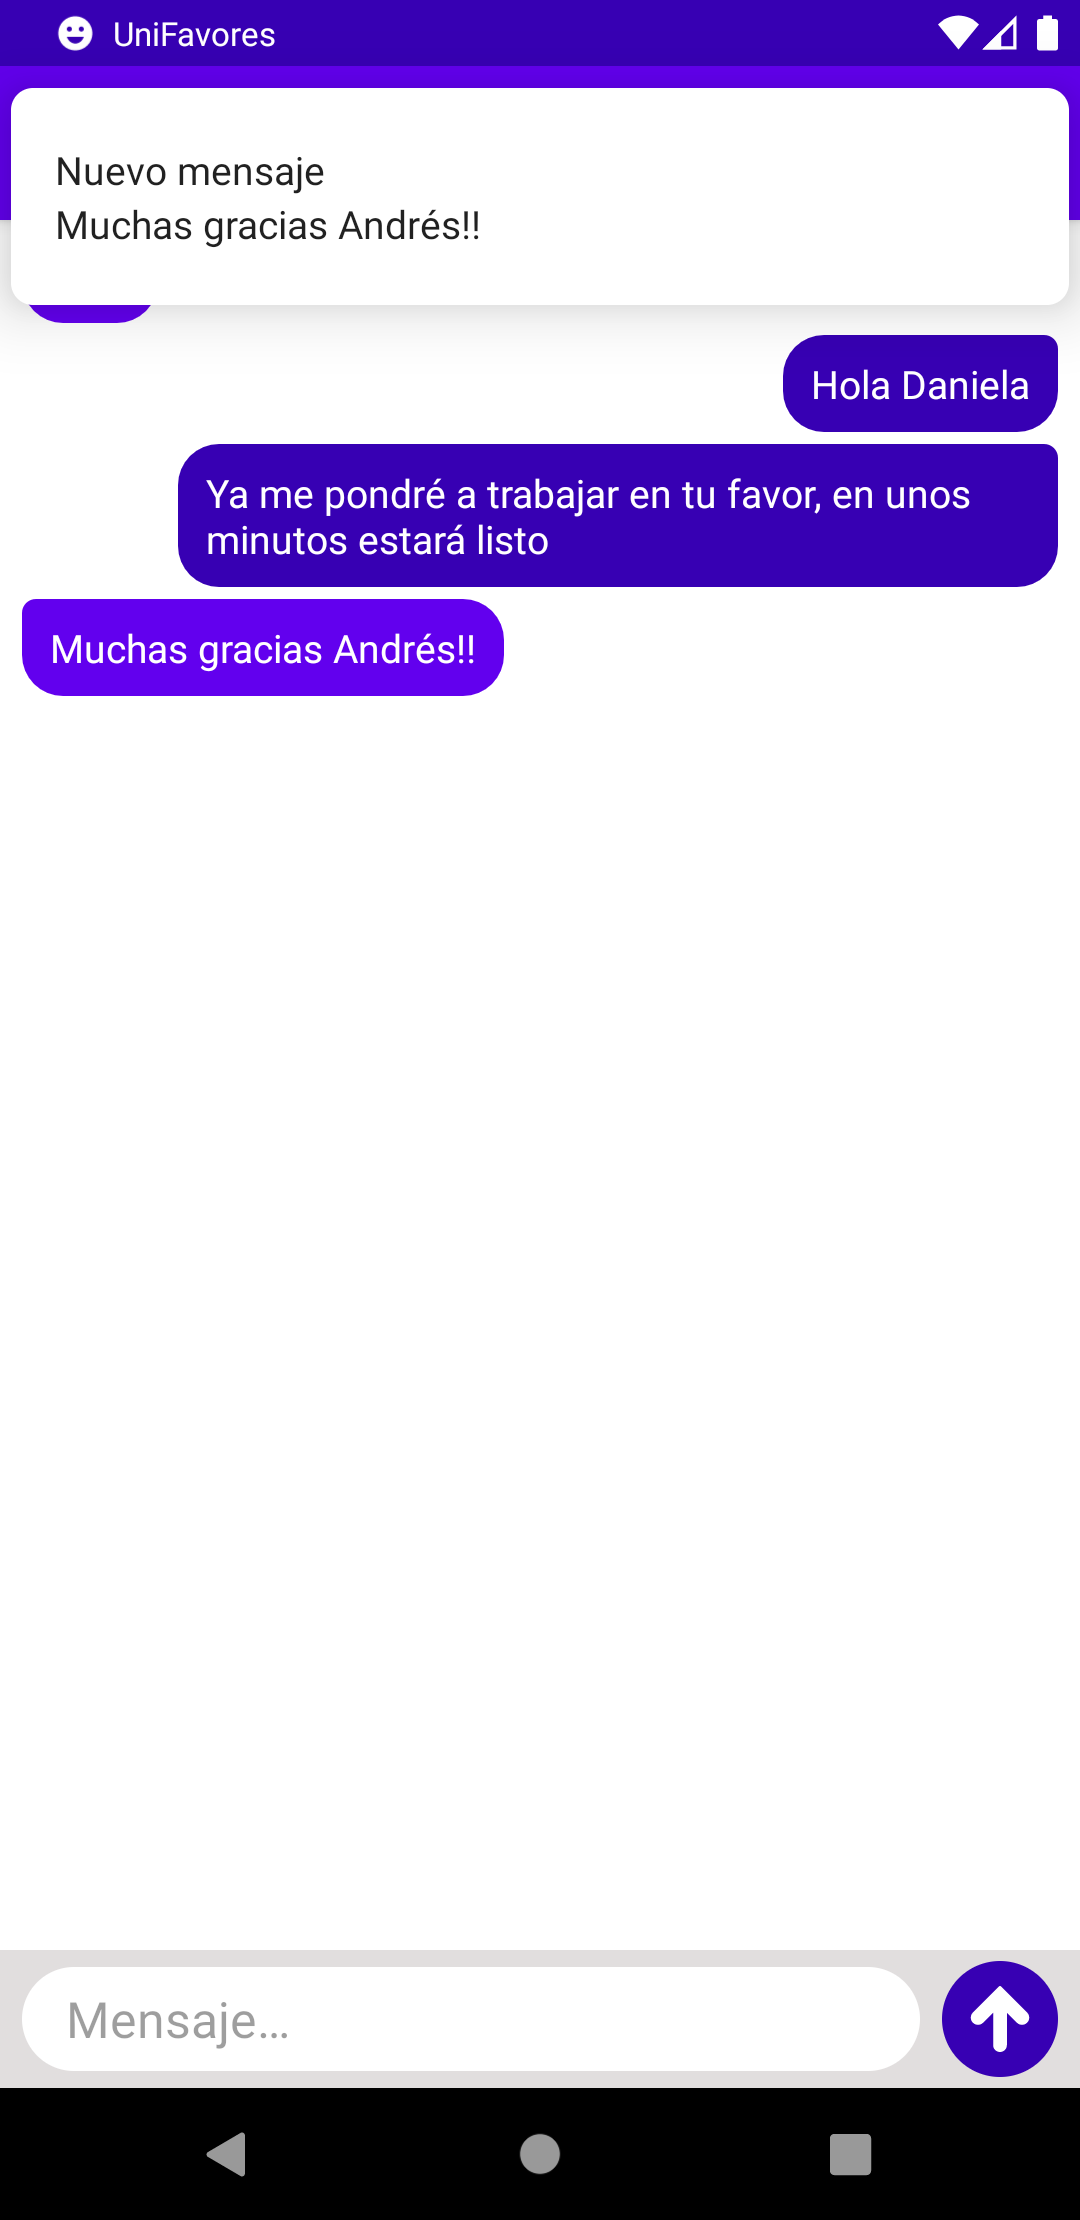 UniFavores
Nuevo mensaje
Muchas gracias Andrés!!
Hola Daniela
Ya me pondré a trabajar en tu favor, en unos
minutos estará listo
Muchas gracias Andrés!!
Mensaje...